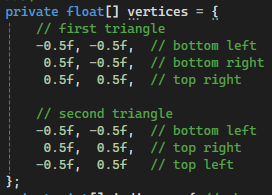 private float[] vertices = {
// first triangle
-0.5f, -0.5f, // bottom left
0.5f, -0.5f, // bottom right
0.5f, 0.5f, // top right
// second triangle
-0.5f, -0.5f, // bottom left
0.5f, 0.5f, // top right
-0.5f, 0.5f // top left
};